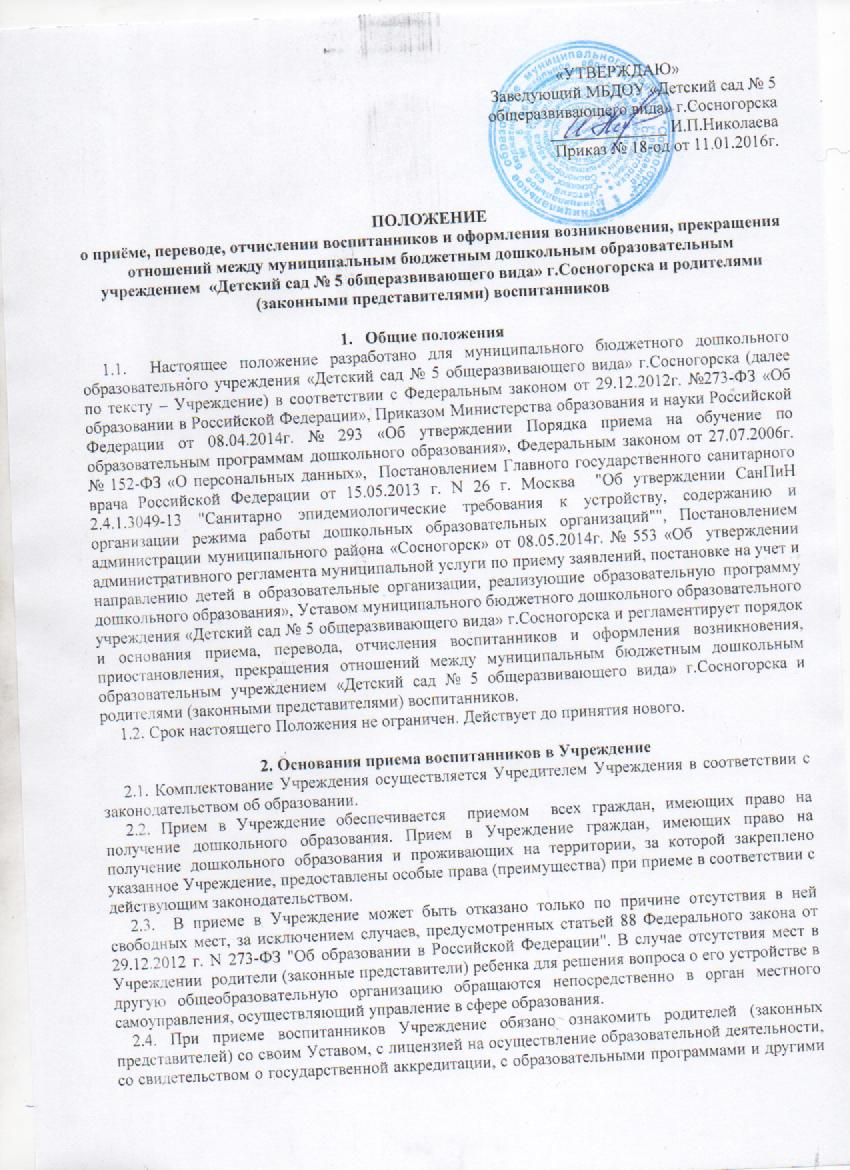 «УТВЕРЖДАЮ»
Заведующий МБДОУ «Детский сад № 5
общеразвивающего вида» г.Сосногорска
И.П.Николаева
Приказ № 18-од от 11.01.2016г.
ПОЛОЖЕНИЕ
о приёме, переводе, отчислении воспитанников и оформления возникновения, прекращения
отношений между муниципальным бюджетным дошкольным образовательным
учреждением «Детский сад № 5 общеразвивающего вида» г.Сосногорска и родителями
(законными представителями) воспитанников
1. Общие положения
1.1. Настоящее положение разработано для муниципального бюджетного дошкольного
образовательного учреждения «Детский сад № 5 общеразвивающего вида» г.Сосногорска (далее
по тексту – Учреждение) в соответствии с Федеральным законом от 29.12.2012г. №273-ФЗ «Об
образовании в Российской Федерации», Приказом Министерства образования и науки Российской
Федерации от 08.04.2014г. № 293 «Об утверждении Порядка приема на обучение по
образовательным программам дошкольного образования», Федеральным законом от 27.07.2006г.
№ 152-ФЗ «О персональных данных», Постановлением Главного государственного санитарного
врача Российской Федерации от 15.05.2013 г. N 26 г. Москва "Об утверждении СанПиН
2.4.1.3049-13 "Санитарно эпидемиологические требования к устройству, содержанию и
организации режима работы дошкольных образовательных организаций"", Постановлением
администрации муниципального района «Сосногорск» от 08.05.2014г. № 553 «Об утверждении
административного регламента муниципальной услуги по приему заявлений, постановке на учет и
направлению детей в образовательные организации, реализующие образовательную программу
дошкольного образования», Уставом муниципального бюджетного дошкольного образовательного
учреждения «Детский сад № 5 общеразвивающего вида» г.Сосногорска и регламентирует порядок
и основания приема, перевода, отчисления воспитанников и оформления возникновения,
приостановления, прекращения отношений между муниципальным бюджетным дошкольным
образовательным учреждением «Детский сад № 5 общеразвивающего вида» г.Сосногорска и
родителями (законными представителями) воспитанников.
1.2. Срок настоящего Положения не ограничен. Действует до принятия нового.
2. Основания приема воспитанников в Учреждение
2.1. Комплектование Учреждения осуществляется Учредителем Учреждения в соответствии с
законодательством об образовании.
2.2. Прием в Учреждение обеспечивается приемом всех граждан, имеющих право на
получение дошкольного образования. Прием в Учреждение граждан, имеющих право на
получение дошкольного образования и проживающих на территории, за которой закреплено
указанное Учреждение, предоставлены особые права (преимущества) при приеме в соответствии с
действующим законодательством.
2.3. В приеме в Учреждение может быть отказано только по причине отсутствия в ней
свободных мест, за исключением случаев, предусмотренных статьей 88 Федерального закона от
29.12.2012 г. N 273-ФЗ "Об образовании в Российской Федерации". В случае отсутствия мест в
Учреждении родители (законные представители) ребенка для решения вопроса о его устройстве в
другую общеобразовательную организацию обращаются непосредственно в орган местного
самоуправления, осуществляющий управление в сфере образования.
2.4. При приеме воспитанников Учреждение обязано ознакомить родителей (законных
представителей) со своим Уставом, с лицензией на осуществление образовательной деятельности,
со свидетельством о государственной аккредитации, с образовательными программами и другими